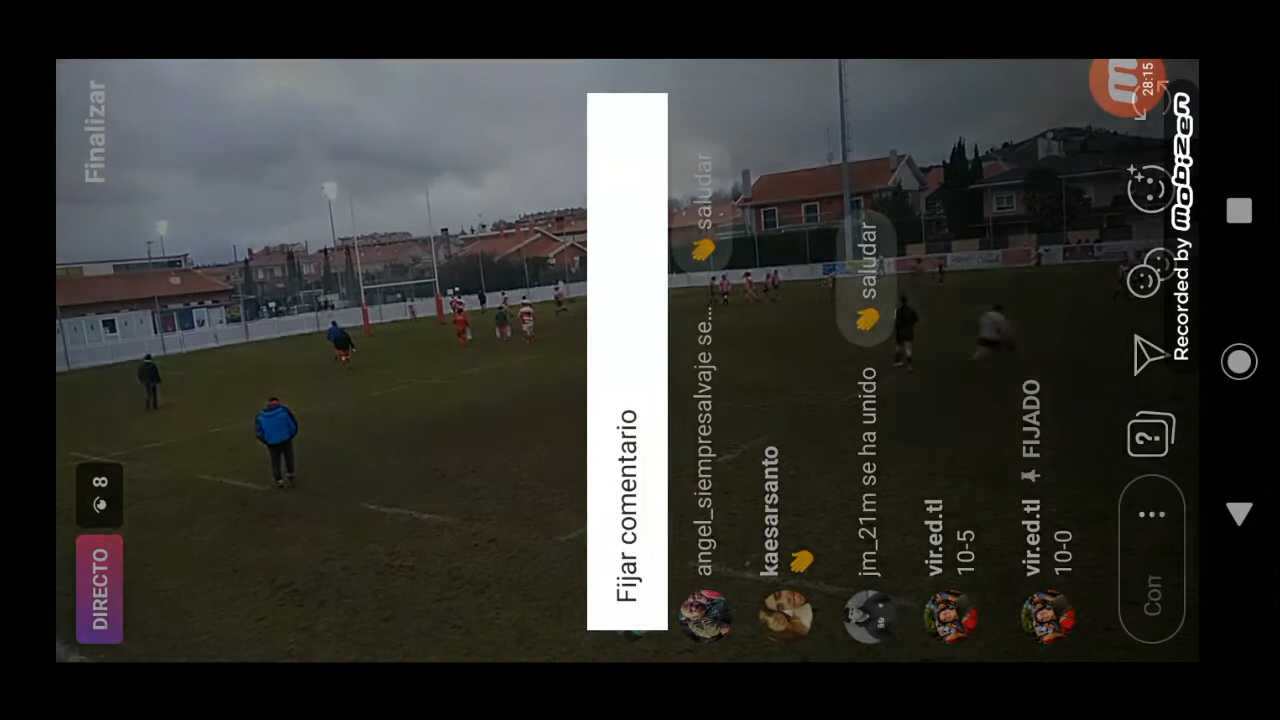 Finalizar
DIRECTO
8
Fijar comentario
angel_siempresalvaje se...
saludar
kaesarsanto
jm_21m se ha unido
saludar
vir.ed.tl
10-5
vir.ed.tl FIJADO
10-0
Com
28:15
Recorded by mobizen